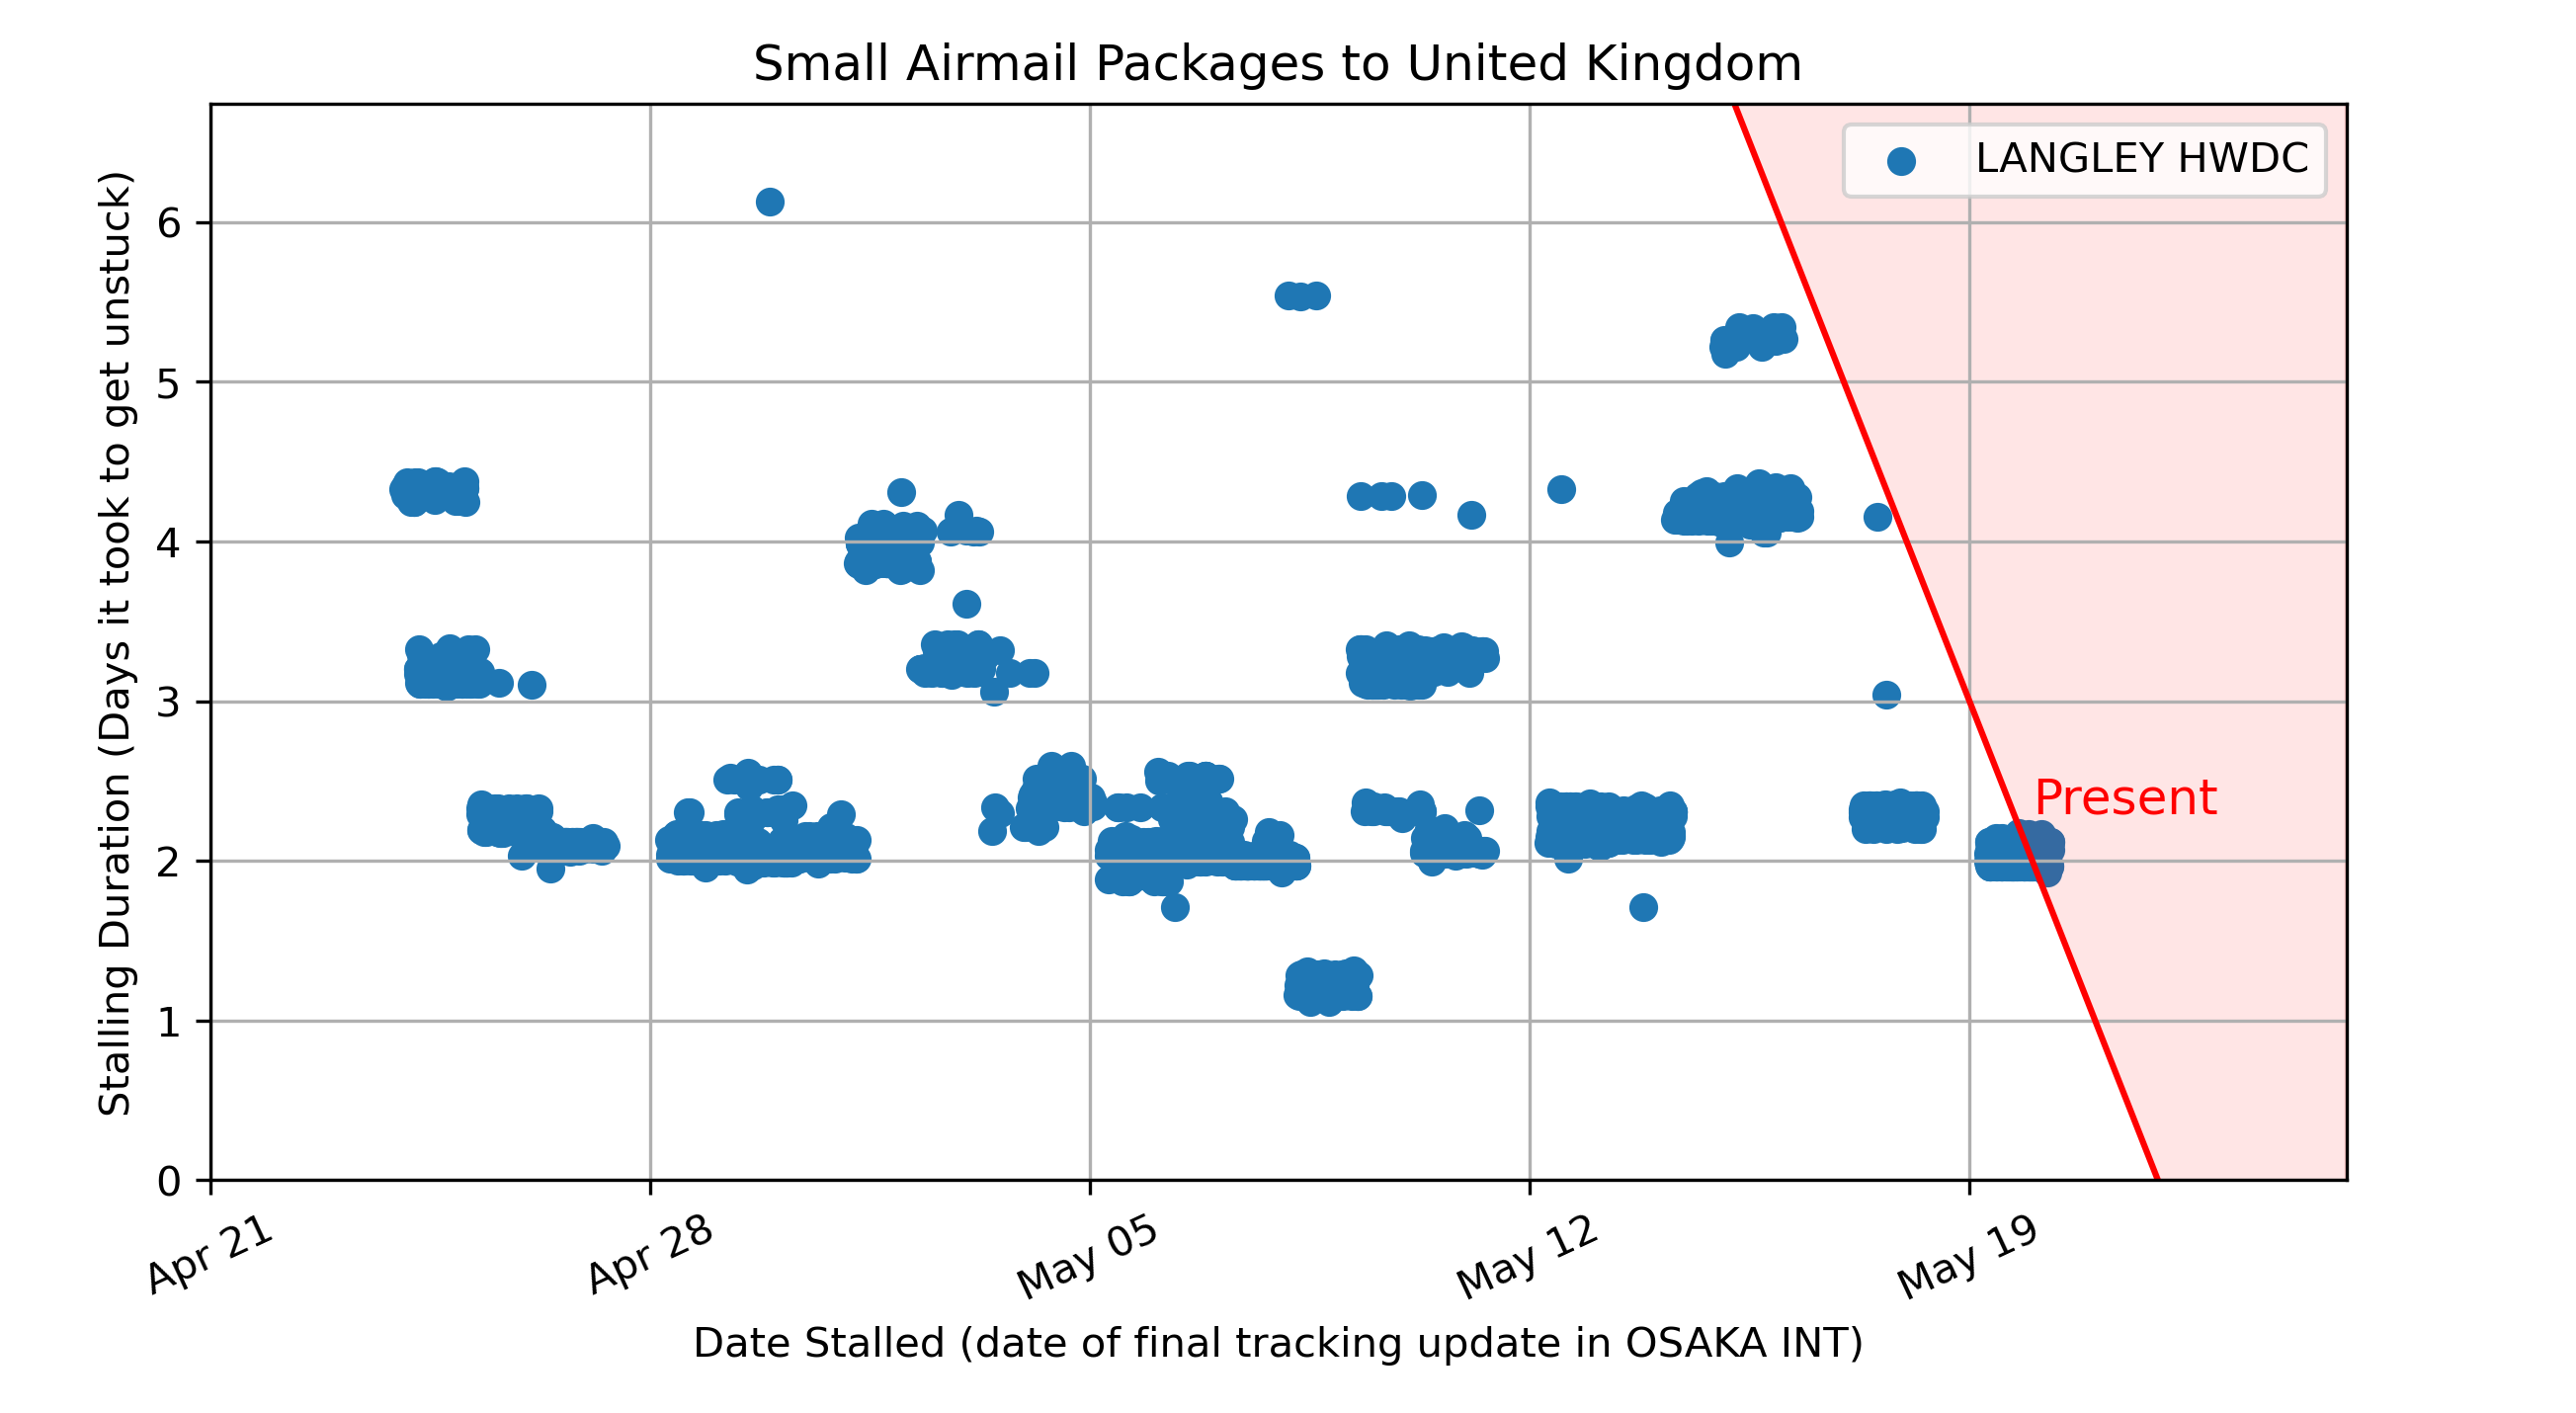 Small Airmail Packages to United Kingdom
LANGLEY HWDC
Stalling Duration (Days it took to get unstuck)
6
5
4
3
2
1
0
Present
Apr 21
Apr 28
May 05
May 12
May 19
Date Stalled (date of final tracking update in OSAKA INT)